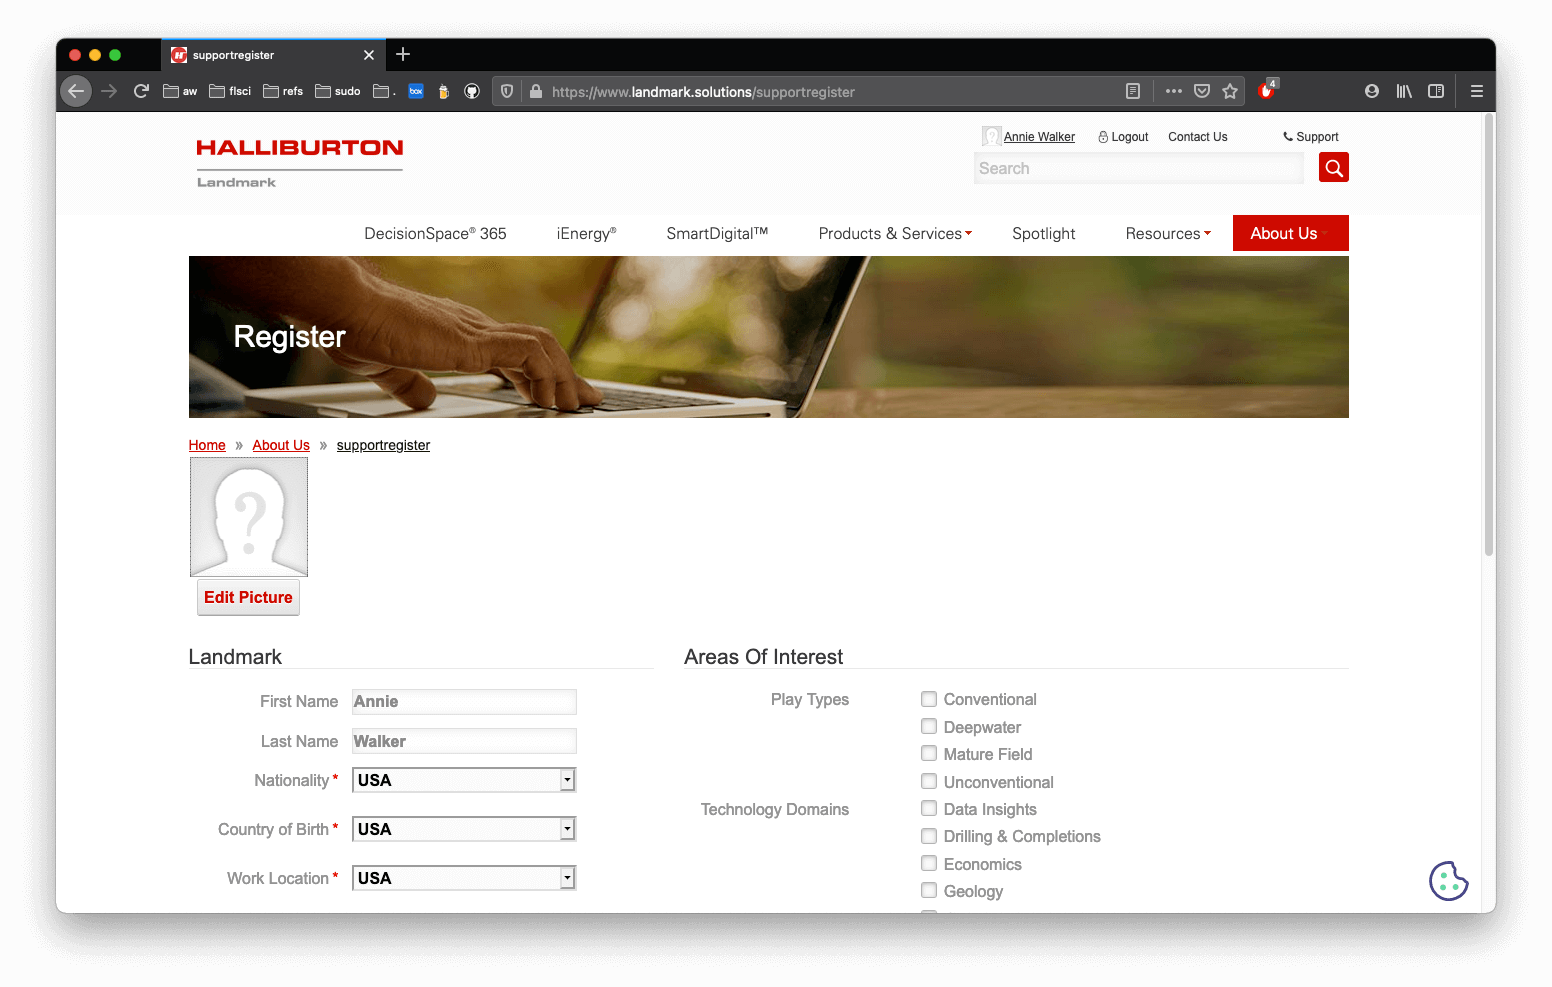 supportregister
aw
flsci
refs
sudo
.
box
https://www.landmark.solutions/supportregister
4
HALLIBURTON
Landmark
Annie Walker
Logout
Contact Us
Support
Search
DecisionSpace® 365
iEnergy®
SmartDigital™
Products & Services
Spotlight
Resources
About Us
Register
Home » About Us » supportregister
?
Edit Picture
Landmark
First Name Annie
Last Name Walker
Nationality * USA
Country of Birth * USA
Work Location * USA
Areas Of Interest
Play Types
Conventional
Deepwater
Mature Field
Unconventional
Technology Domains
Data Insights
Drilling & Completions
Economics
Geology